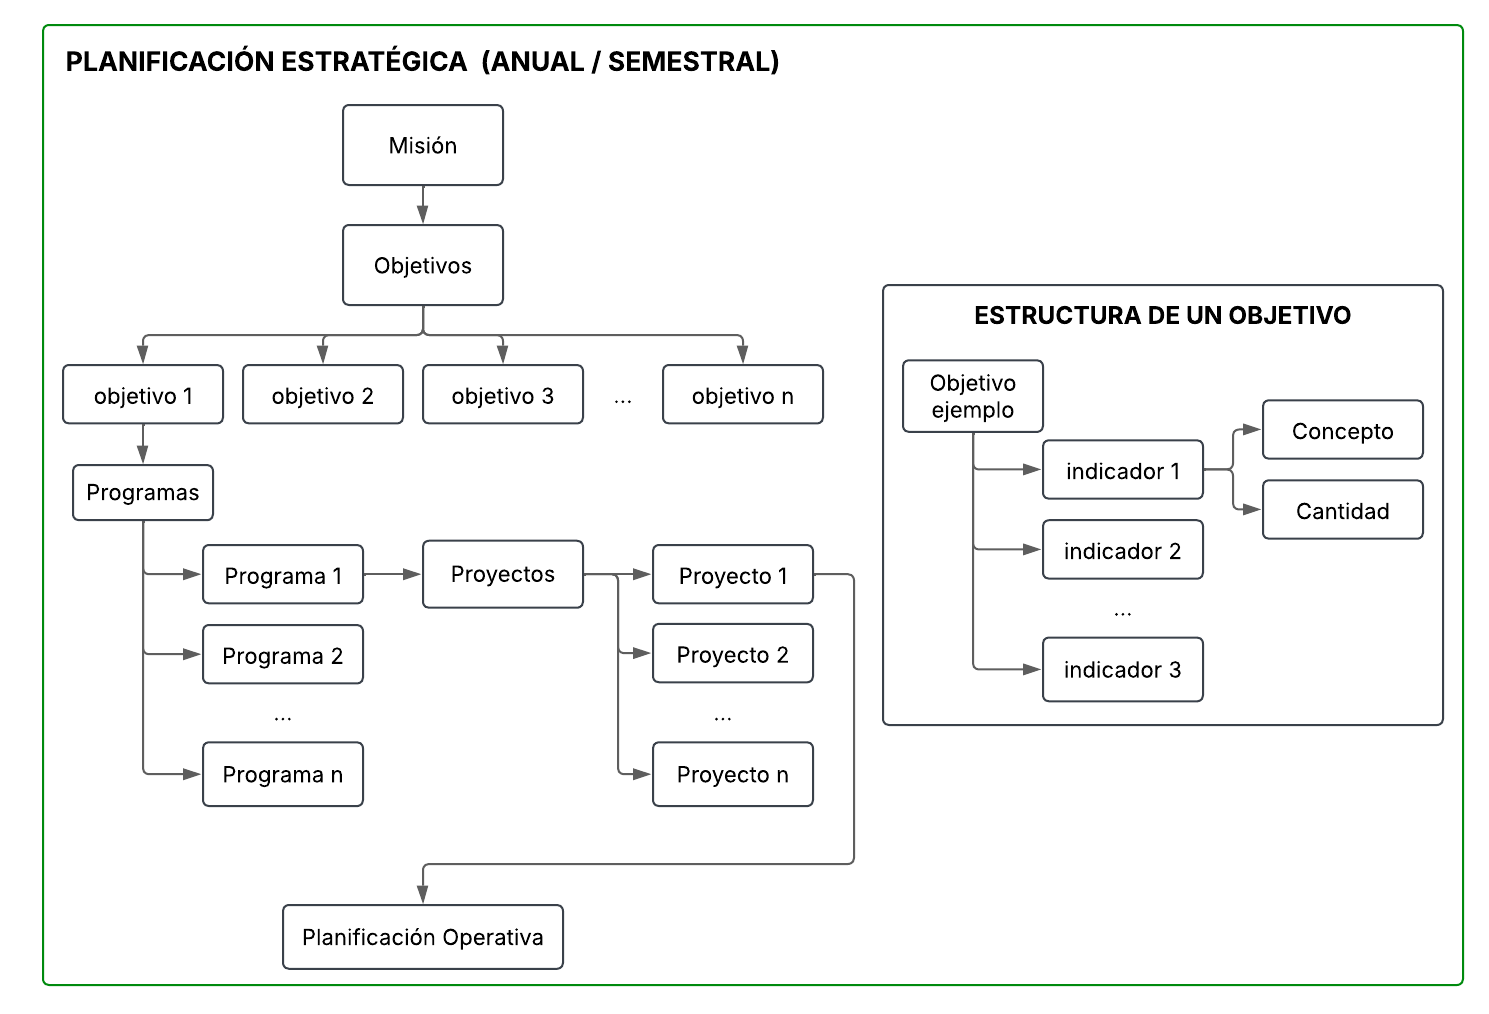 PLANIFICACIÓN ESTRATÉGICA  (ANUAL / SEMESTRAL)
Misión
Objetivos
objetivo 1
objetivo 2
objetivo 3
...
objetivo n
Programas
Programa 1
Proyectos
Proyecto 1
Programa 2
Proyecto 2
...
...
Programa n
Proyecto n
Planificación Operativa
ESTRUCTURA DE UN OBJETIVO
Objetivo
ejemplo
indicador 1
Concepto
Cantidad
indicador 2
...
indicador 3